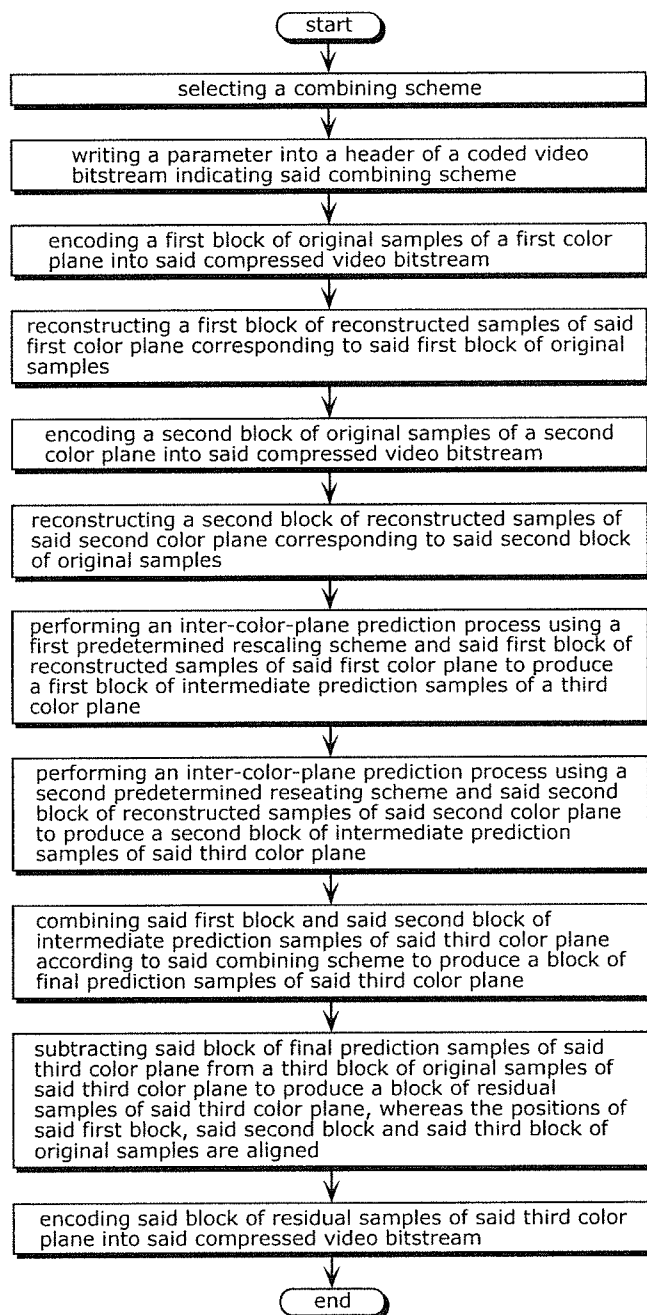 start
selecting a combining scheme
writing a parameter into a header of a coded video
bitstream indicating said combining scheme
encoding a first block of original samples of a first color
plane into said compressed video bitstream
reconstructing a first block of reconstructed samples of said
first color plane corresponding to said first block of original
samples
encoding a second block of original samples of a second
color plane into said compressed video bitstream
reconstructing a second block of reconstructed samples of
said second color plane corresponding to said second block
of original samples
performing an inter-color-plane prediction process using a
first predetermined rescaling scheme and said first block of
reconstructed samples of said first color plane to produce
a first block of intermediate prediction samples of a third
color plane
performing an inter-color-plane prediction process using a
second predetermined reseating scheme and said second
block of reconstructed samples of said second color plane
to produce a second block of intermediate prediction
samples of said third color plane
combining said first block and said second block of
intermediate prediction samples of said third color plane
according to said combining scheme to produce a block of
final prediction samples of said third color plane
subtracting said block of final prediction samples of said
third color plane from a third block of original samples of
said third color plane to produce a block of residual
samples of said third color plane, whereas the positions of
said first block, said second block and said third block of
original samples are aligned
encoding said block of residual samples of said third color
plane into said compressed video bitstream
end